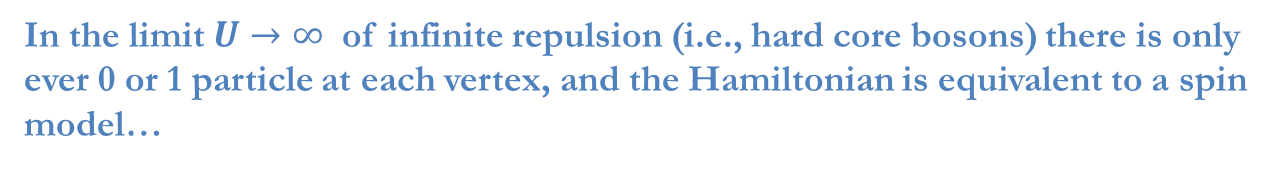 In the limit 𝑼 → ∞ of infinite repulsion (i.e., hard core bosons) there is only
ever 0 or 1 particle at each vertex, and the Hamiltonian is equivalent to a spin
model…